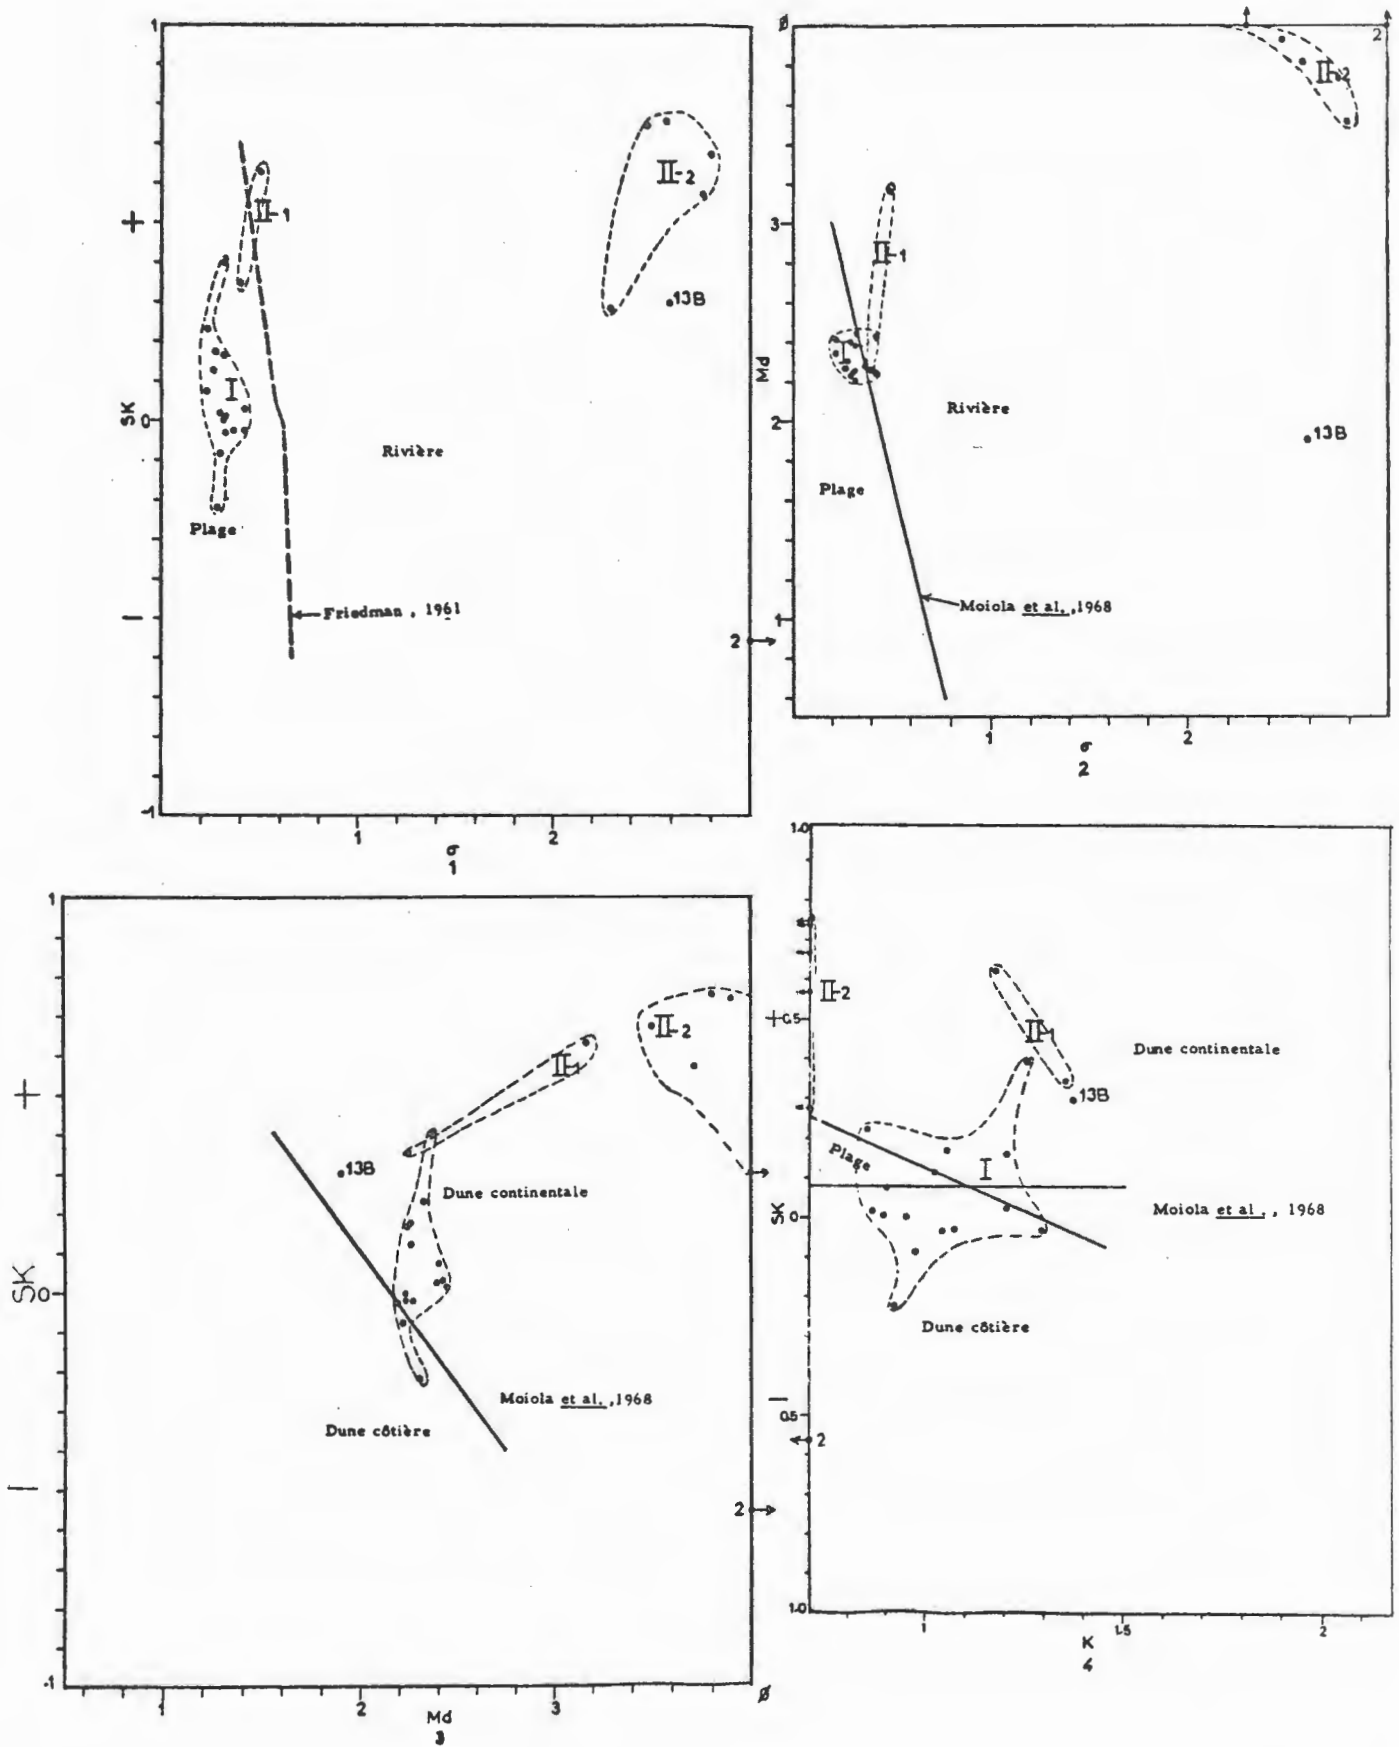 1
+
SK
0
-1
II-1
I
II-2
13B
Rivière
Plage
Friedman, 1961
2
1
2
σ
1
ø
2
II-2
3
II-1
Md
I
2
Rivière
13B
Plage
Moiola et al.,1968
1
1
2
σ
2
1
+
SK
0
-1
II-2
II-1
13B
Dune continentale
Moiola et al.,1968
Dune côtière
2
1
2
3
ø
Md
3
1.0
II-2
+0.5
II-1
Dune continentale
13B
Plage
I
SK
0
Moiola et al., 1968
Dune côtière
0.5
2
1.0
1
1.5
2
K
4